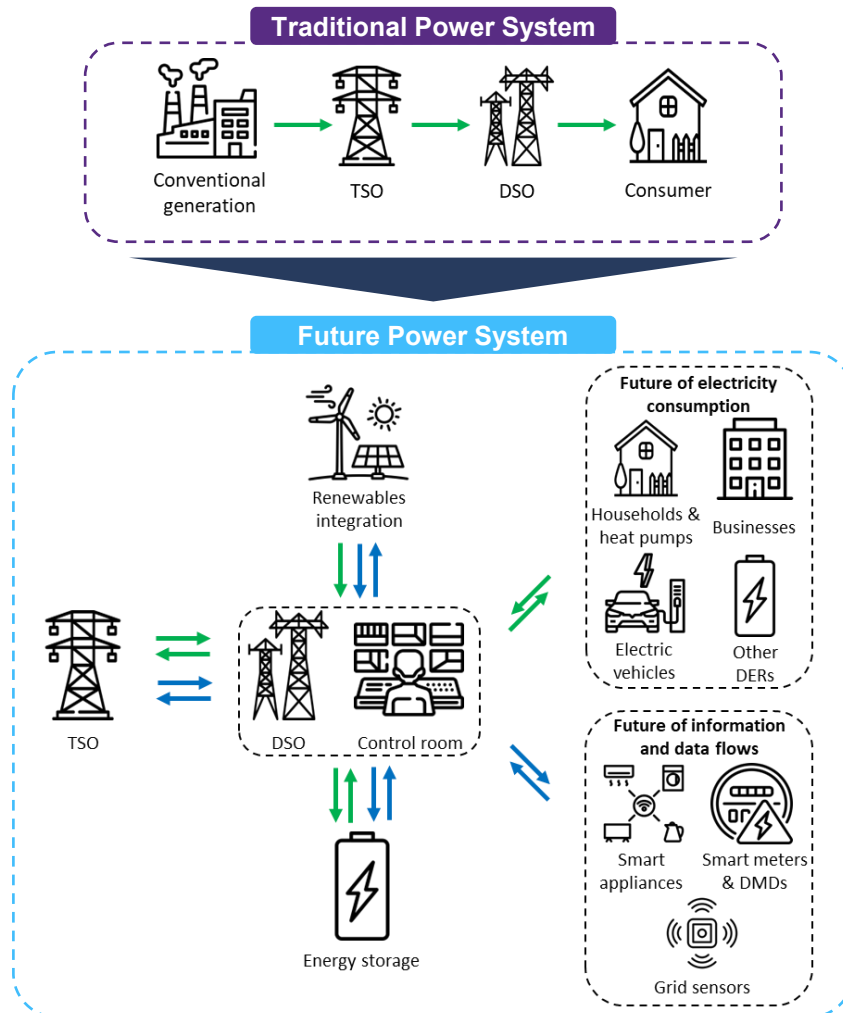 Traditional Power System
Conventional
generation
TSO
DSO
Consumer
Future Power System
Renewables
integration
TSO
DSO
Control room
Energy storage
Future of electricity
consumption
Households &
heat pumps
Businesses
Electric
vehicles
Other
DERs
Future of information
and data flows
Smart
appliances
Smart meters
& DMDs
Grid sensors